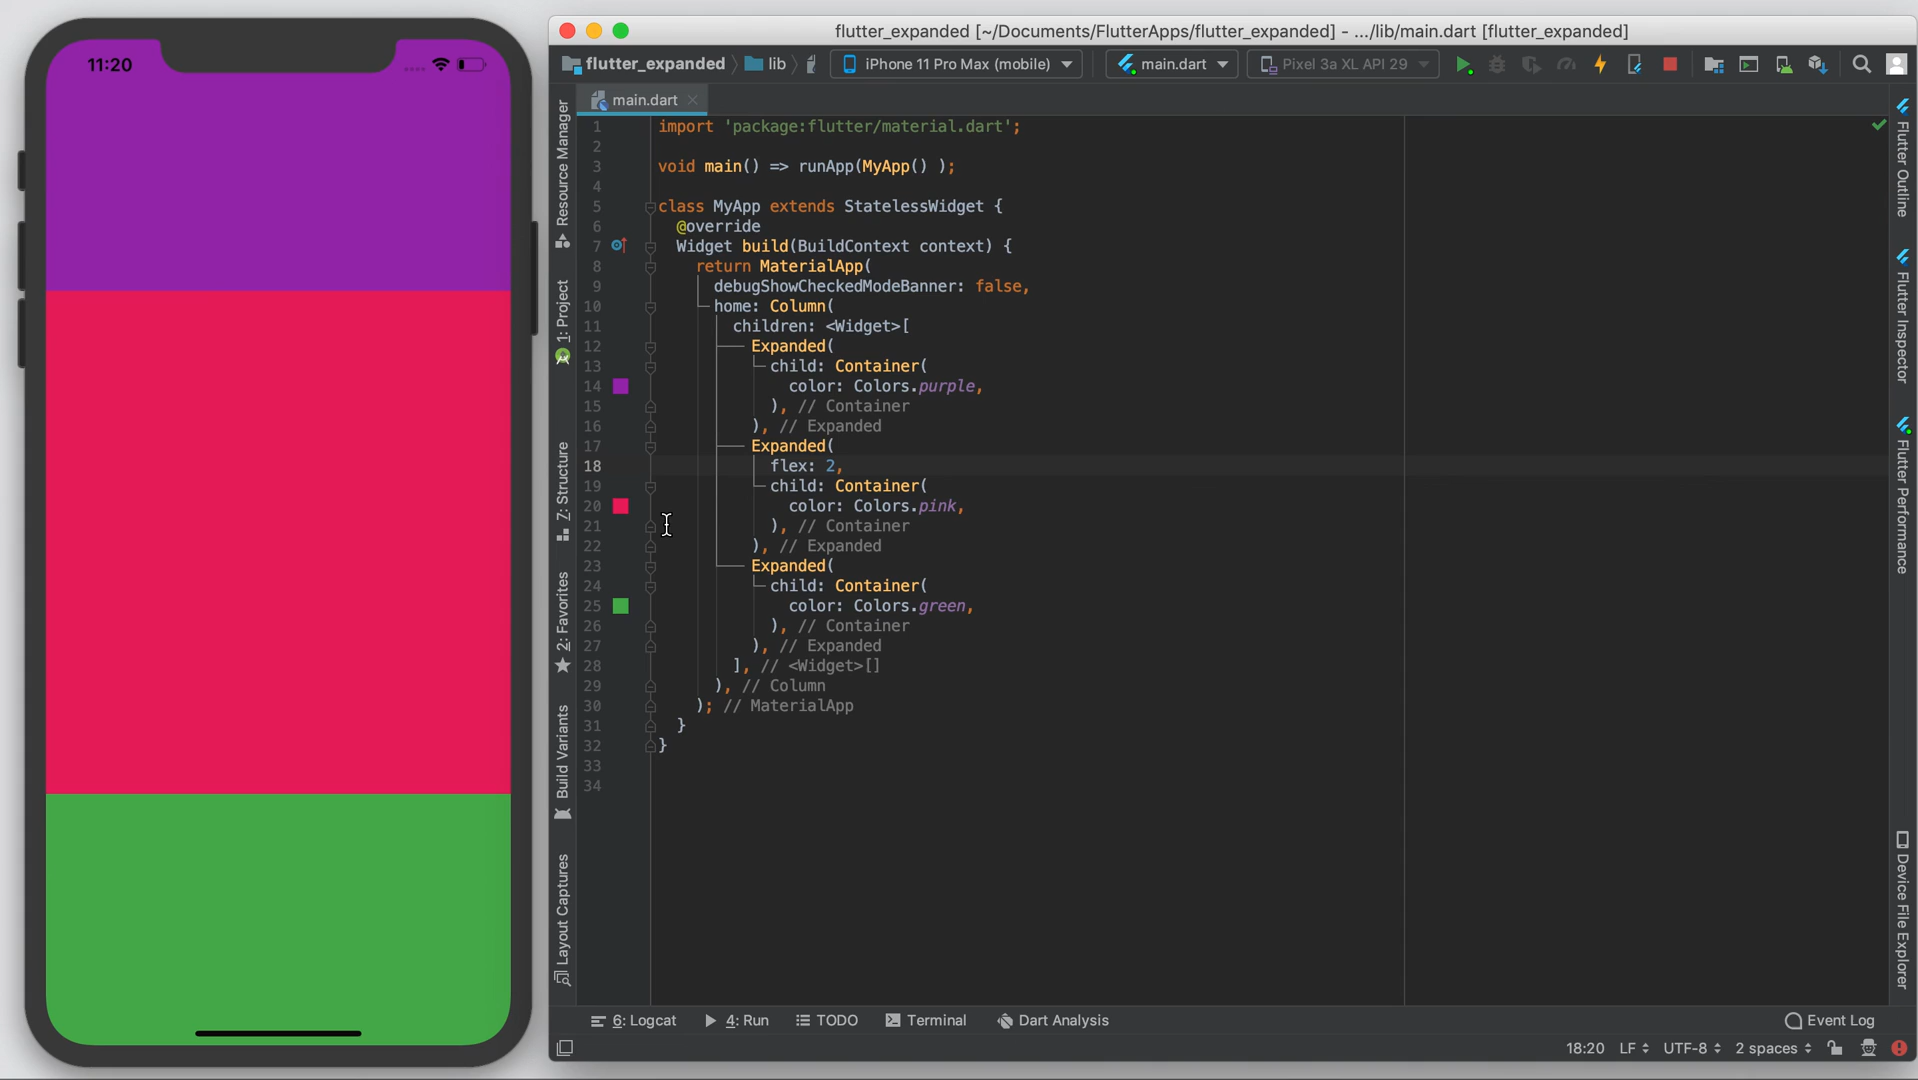 11:20
flutter_expanded [~/Documents/FlutterApps/flutter_expanded] - .../lib/main.dart [flutter_expanded]
flutter_expanded lib iPhone 11 Pro Max (mobile) main.dart Pixel 3a XL API 29
main.dart
1 import 'package:flutter/material.dart';
2
3 void main() => runApp(MyApp() );
4
5 class MyApp extends StatelessWidget {
6 @override
7 Widget build(BuildContext context) {
8 return MaterialApp(
9 debugShowCheckedModeBanner: false,
10 home: Column(
11 children: <Widget>[
12 Expanded(
13 child: Container(
14 color: Colors.purple,
15 ), // Container
16 ), // Expanded
17 Expanded(
18 flex: 2,
19 child: Container(
20 color: Colors.pink,
21 ), // Container
22 ), // Expanded
23 Expanded(
24 child: Container(
25 color: Colors.green,
26 ), // Container
27 ), // Expanded
28 ], // <Widget>[]
29 ), // Column
30 ); // MaterialApp
31 }
32 }
33
34
Resource Manager
1: Project
Z: Structure
2: Favorites
Build Variants
Layout Captures
Flutter Outline
Flutter Inspector
Flutter Performance
Device File Explorer
6: Logcat 4: Run TODO Terminal Dart Analysis Event Log
18:20 LF UTF-8 2 spaces